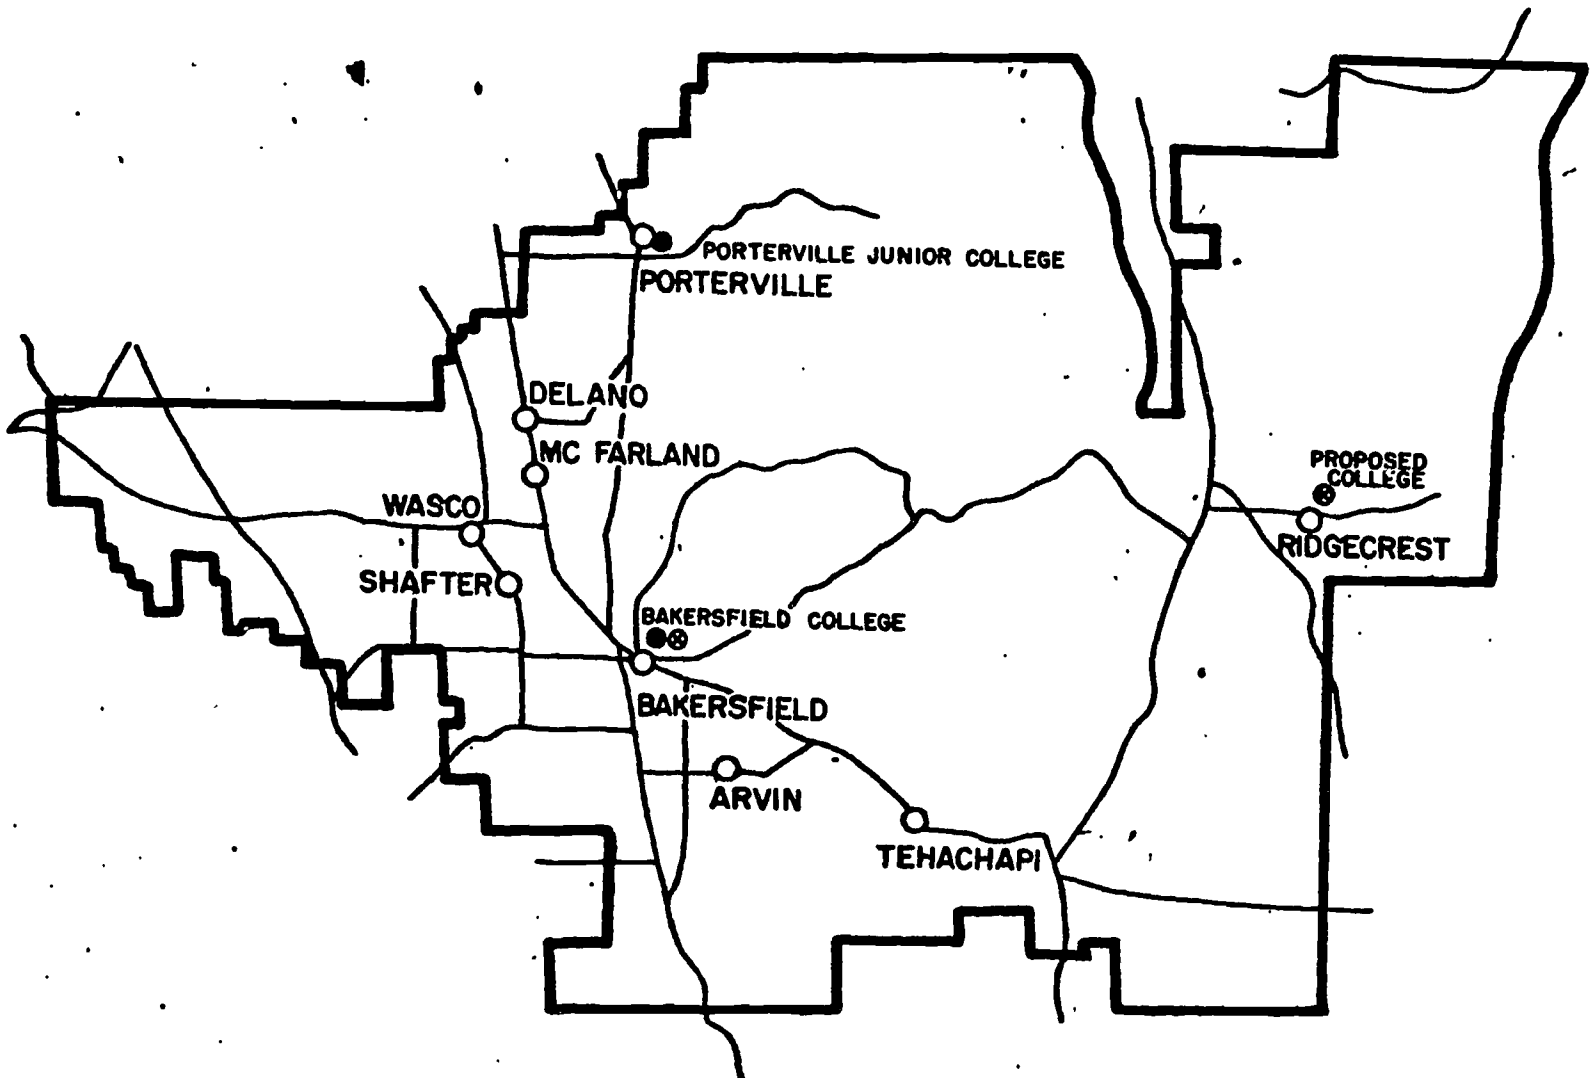 PORTERVILLE JUNIOR COLLEGE
PORTERVILLE
DELANO
MC FARLAND
WASCO
SHAFTER
PROPOSED
COLLEGE
RIDGECREST
BAKERSFIELD COLLEGE
BAKERSFIELD
ARVIN
TEHACHAPI